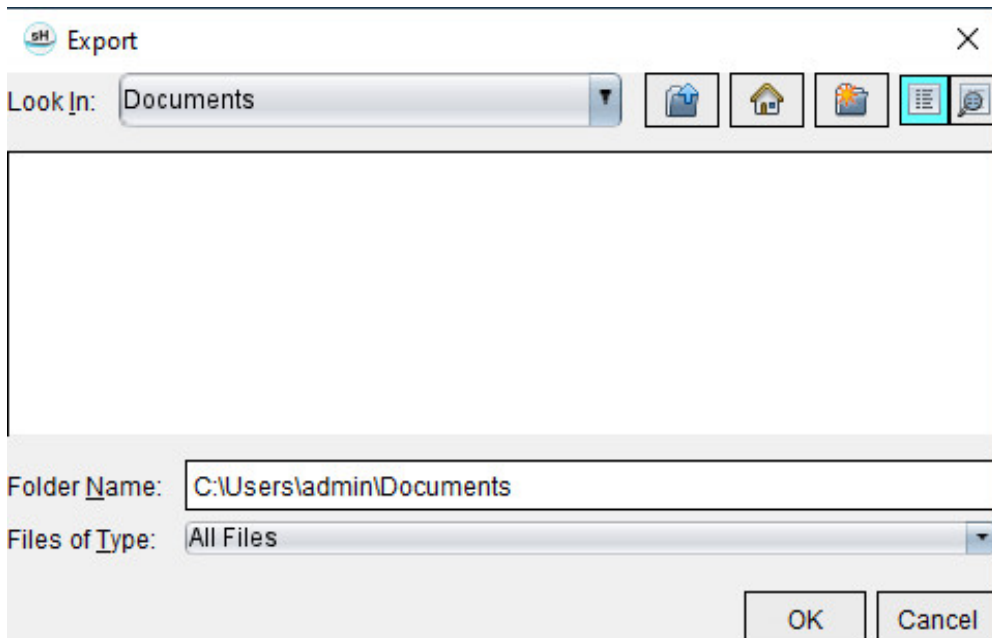 sH Export
Look In: Documents
Folder Name: C:\Users\admin\Documents
Files of Type: All Files
OK Cancel